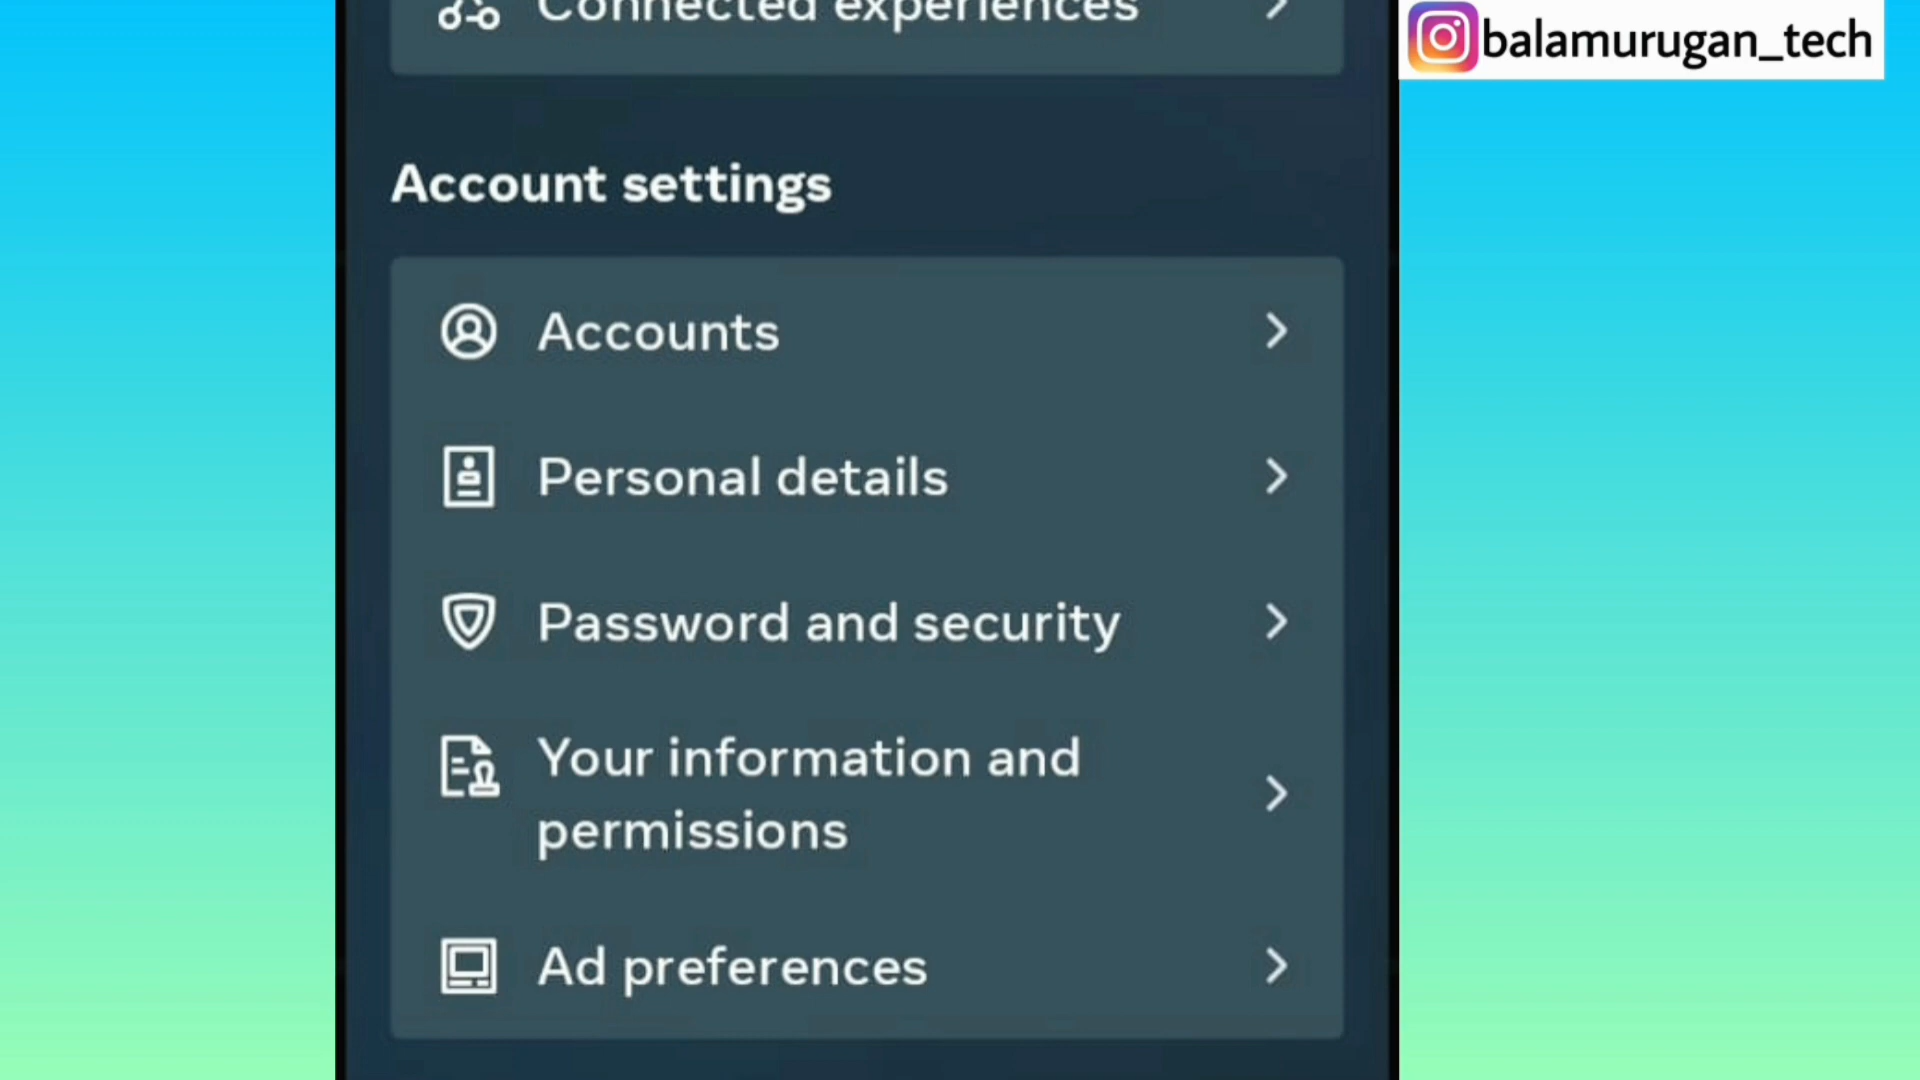 Connected experiences
balamurugan_tech
Account settings
Accounts
Personal details
Password and security
Your information and
permissions
Ad preferences